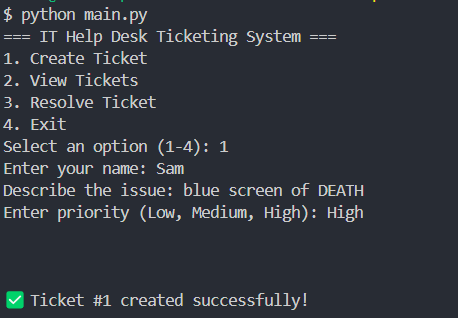 $ python main.py
=== IT Help Desk Ticketing System ===
1. Create Ticket
2. View Tickets
3. Resolve Ticket
4. Exit
Select an option (1-4): 1
Enter your name: Sam
Describe the issue: blue screen of DEATH
Enter priority (Low, Medium, High): High
✅ Ticket #1 created successfully!